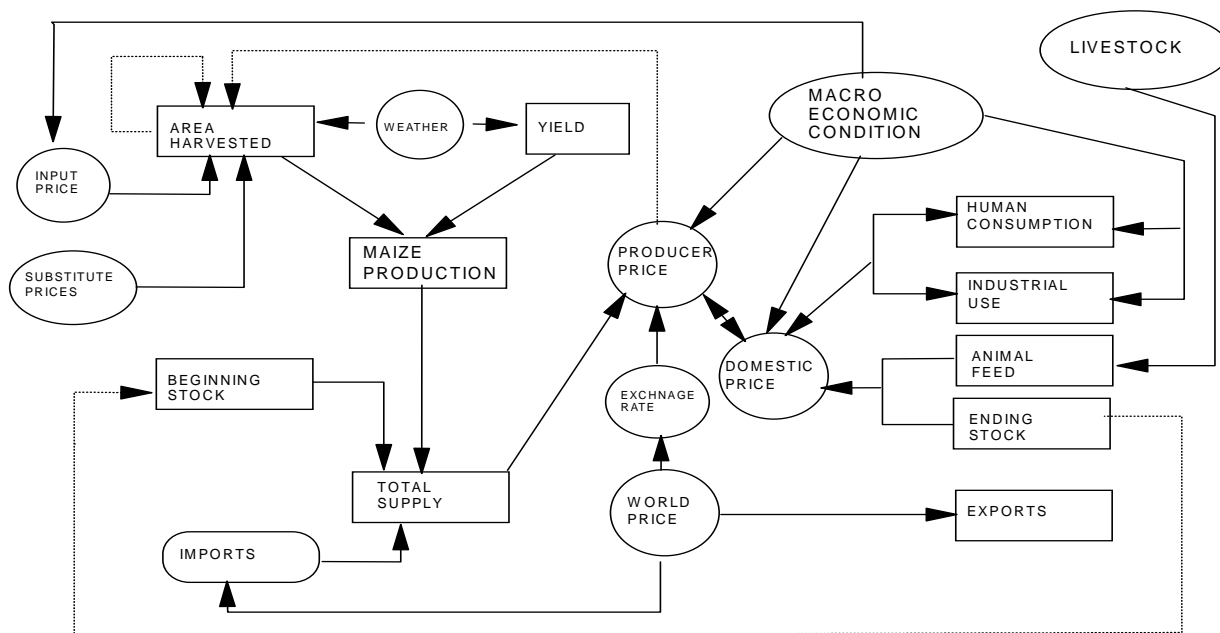 LIVESTOCK
MACRO
ECONOMIC
CONDITION
AREA
HARVESTED
WEATHER
YIELD
INPUT
PRICE
HUMAN
CONSUMPTION
MAIZE
PRODUCTION
PRODUCER
PRICE
SUBSTITUTE
PRICES
INDUSTRIAL
USE
BEGINNING
STOCK
DOMESTIC
PRICE
ANIMAL
FEED
EXCHNAGE
RATE
ENDING
STOCK
TOTAL
SUPPLY
WORLD
PRICE
EXPORTS
IMPORTS